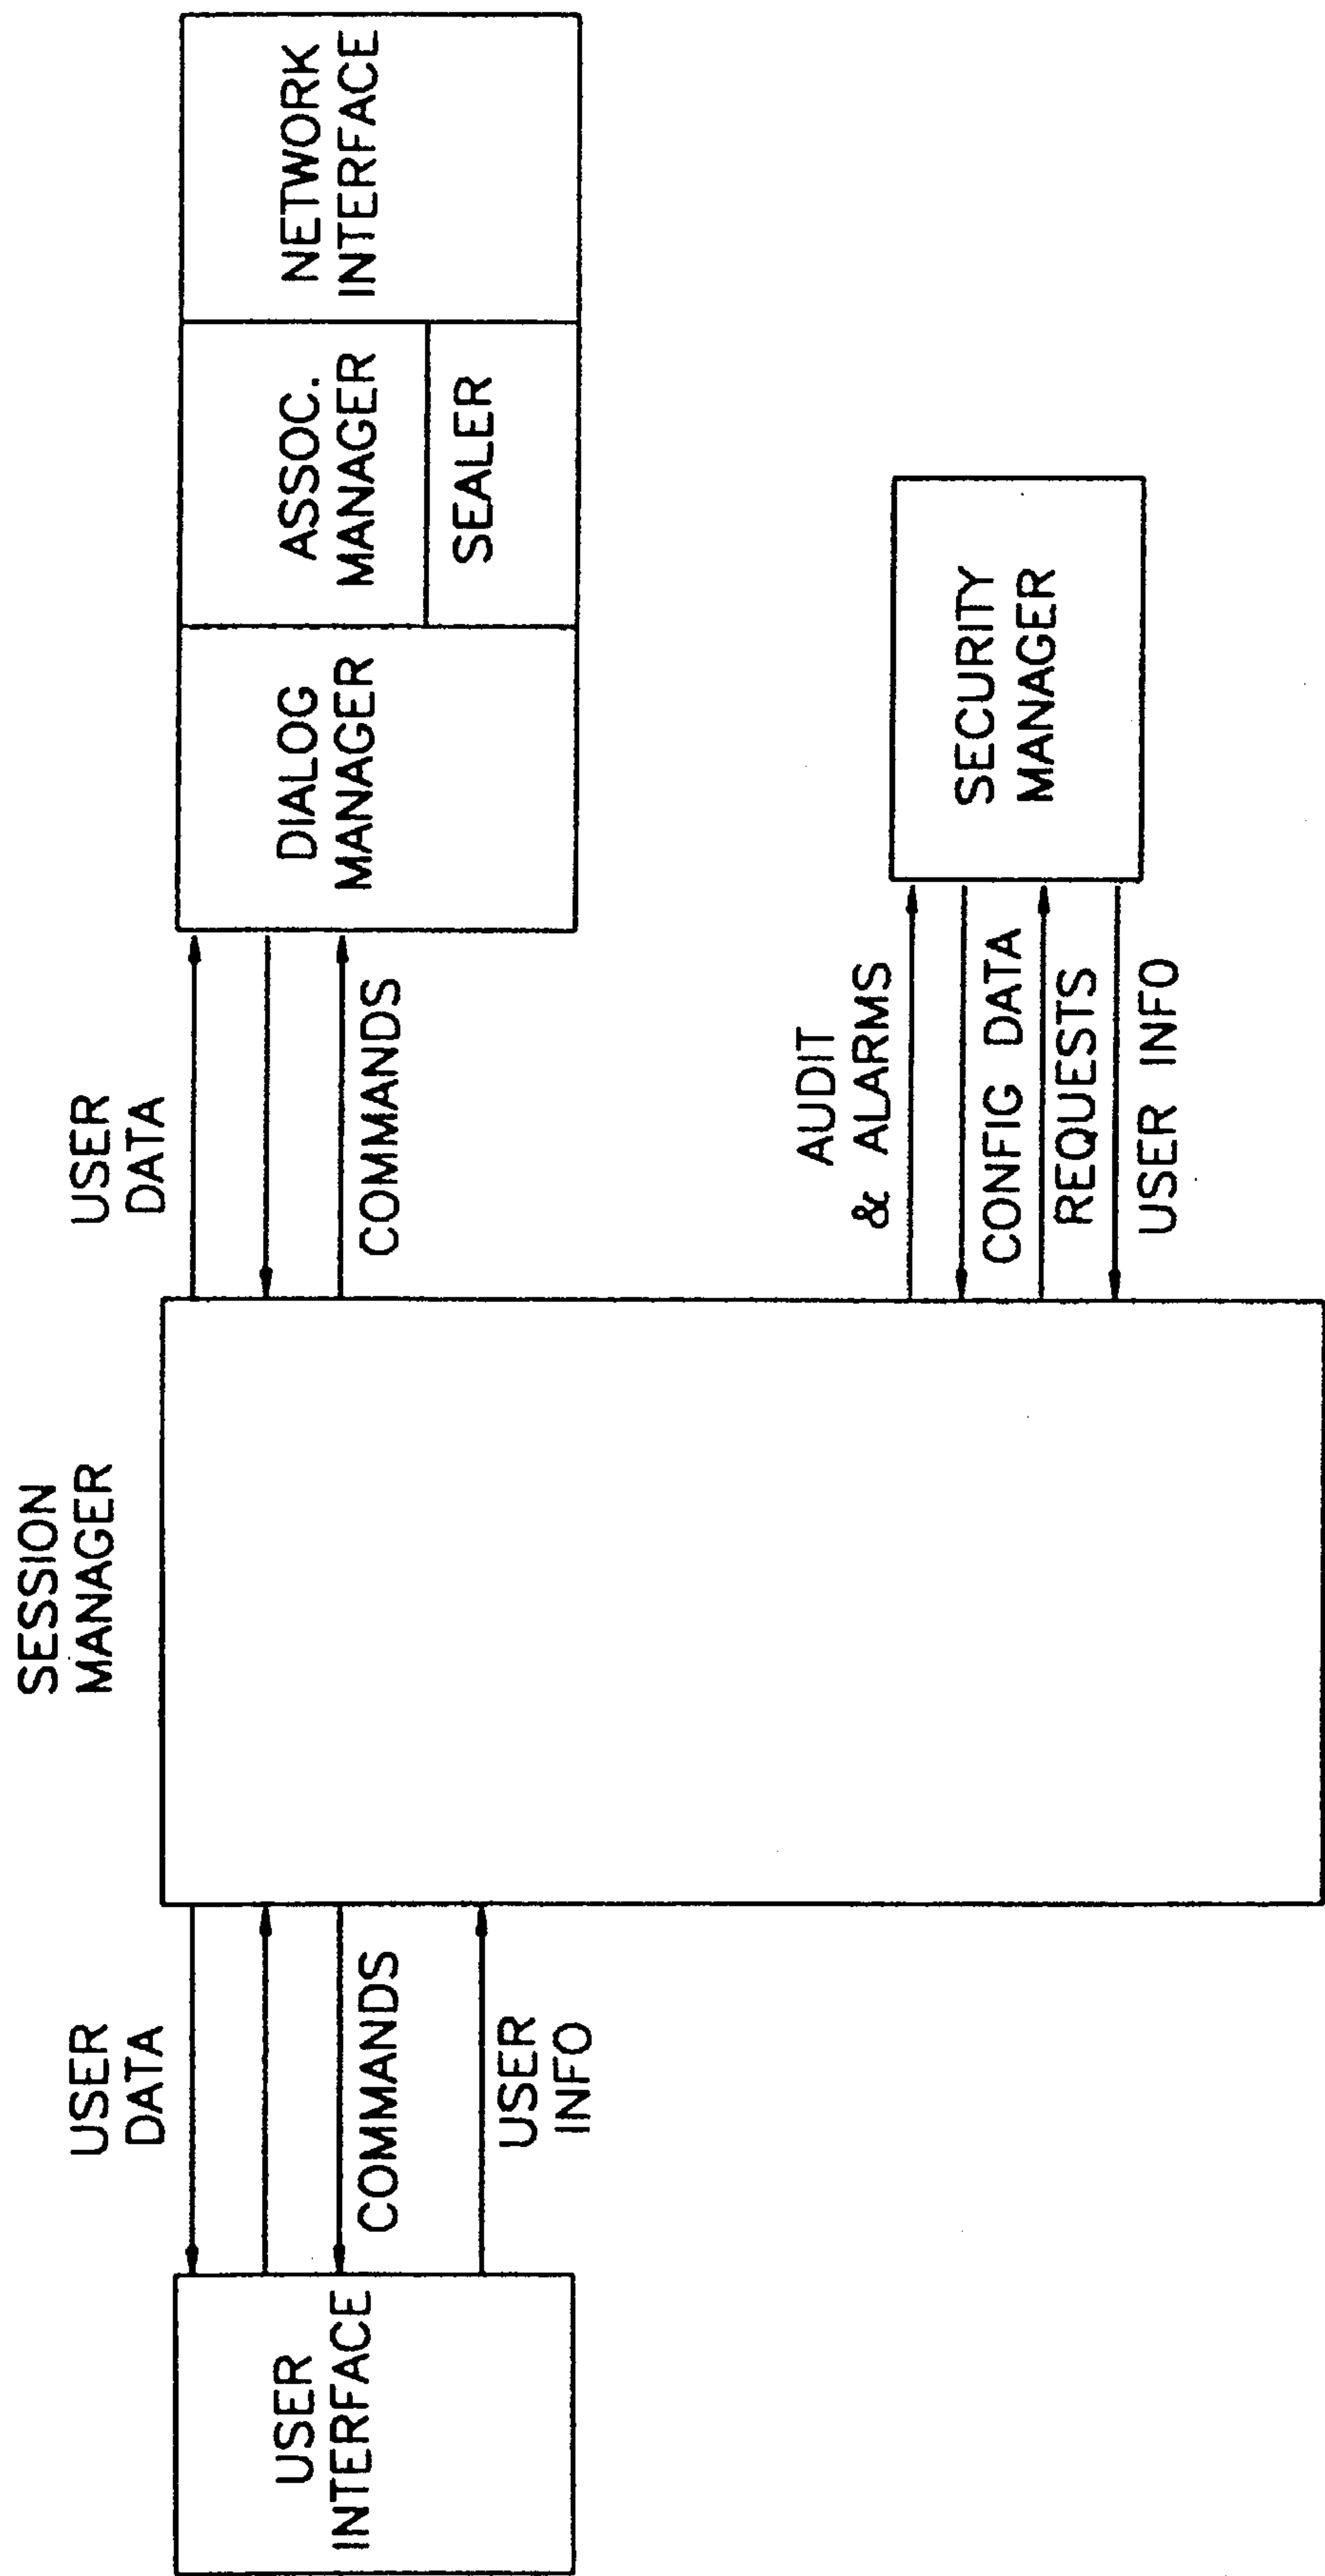 SESSION
MANAGER
USER
DATA
COMMANDS
USER
INFO
USER
INTERFACE
USER
DATA
COMMANDS
DIALOG
MANAGER
ASSOC.
MANAGER
SEALER
NETWORK
INTERFACE
AUDIT
& ALARMS
CONFIG DATA
REQUESTS
USER INFO
SECURITY
MANAGER